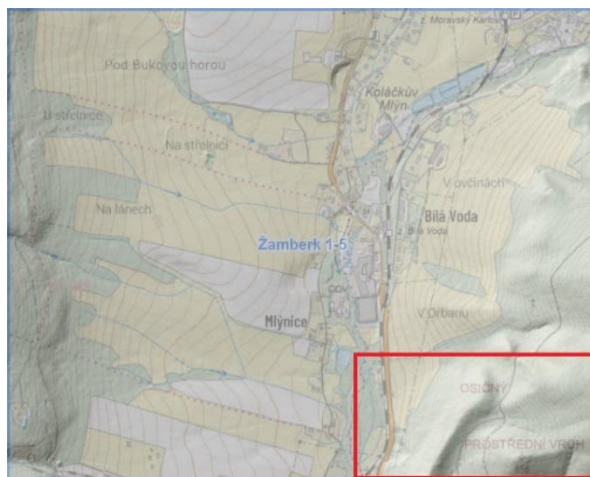 z. Moravský Karlov
Pod Bukovou horou
Koláčkův
Mlýn
U střelnice
Na střelnici
V ovčinách
Na lánech
Bílá Voda
z. Bílá Voda
Žamberk 1-5
ČOV
Mlýnice
V Orbanu
OSIČNÝ
PROSTŘEDNÍ VRCH